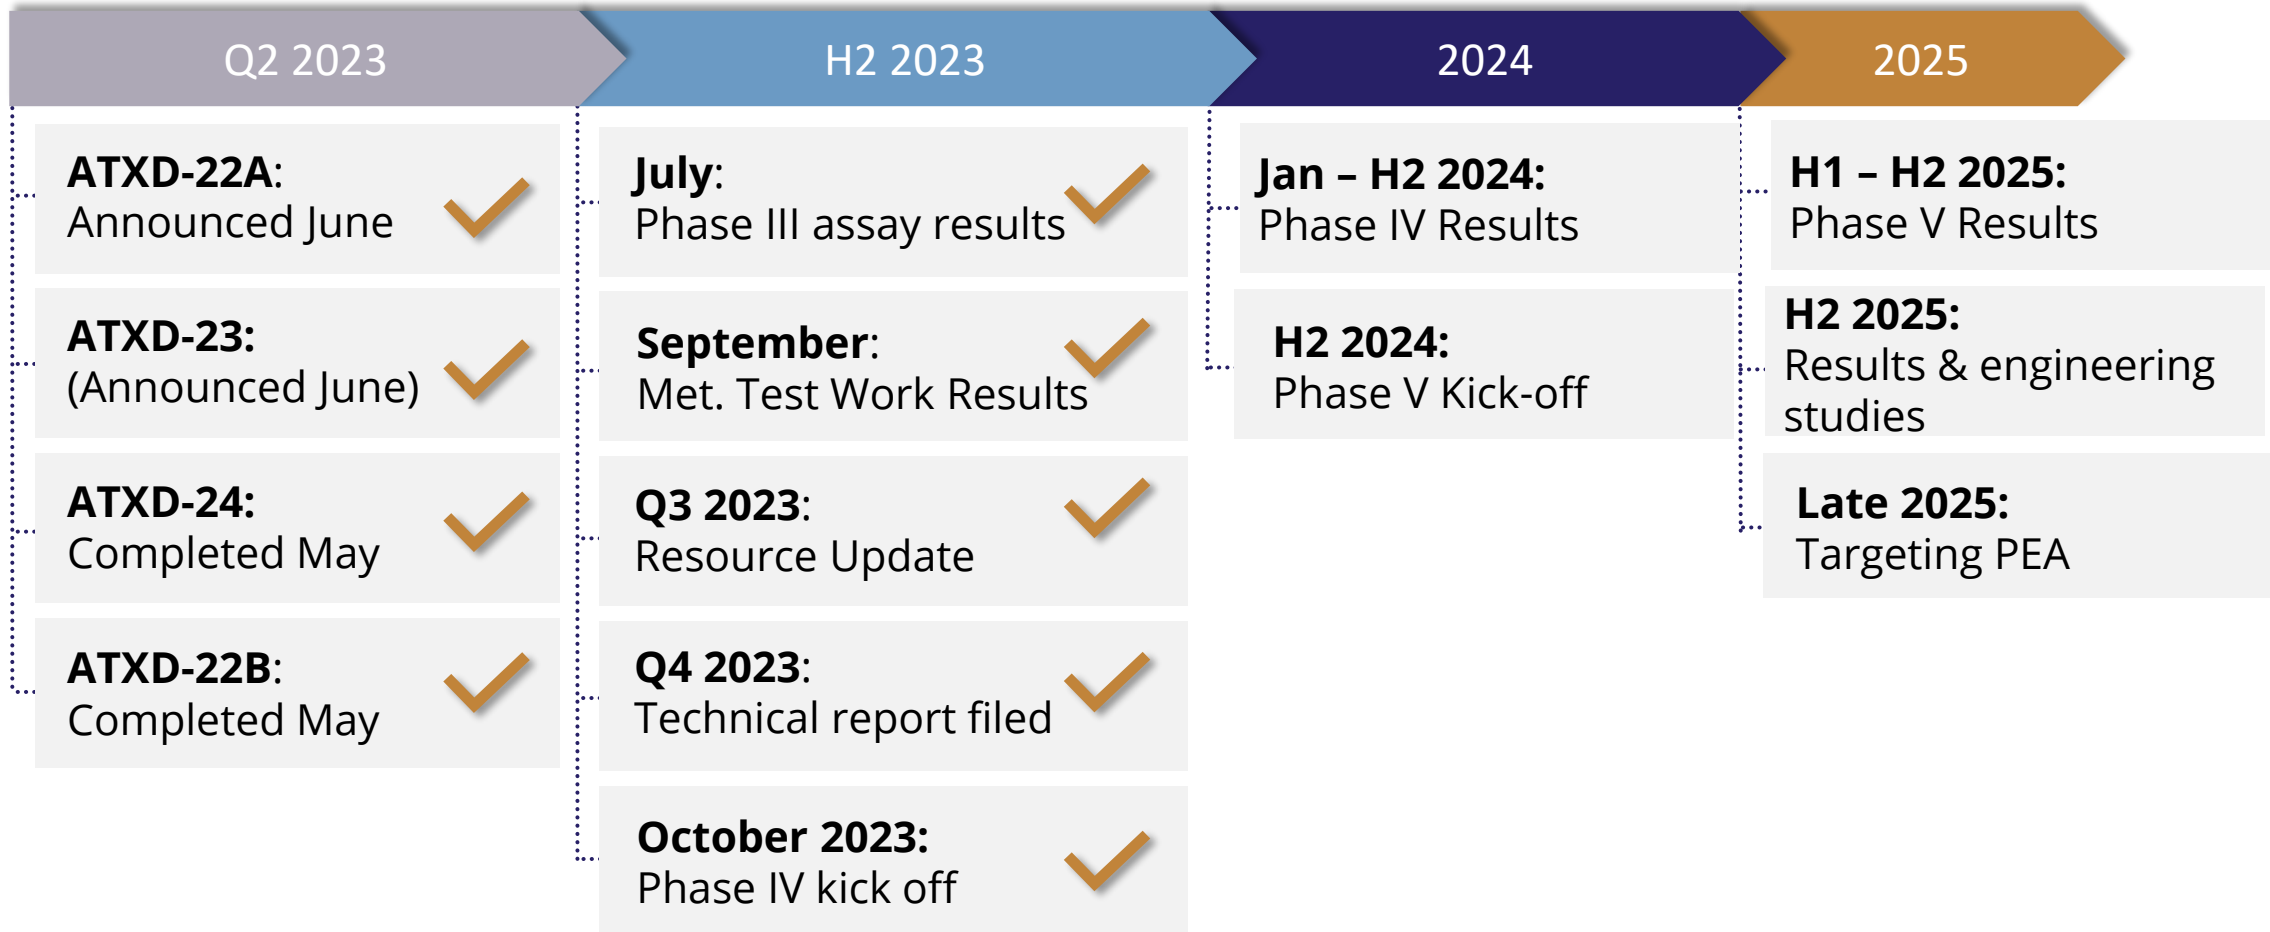 Q2 2023
H2 2023
2024
2025
ATXD-22A:
Announced June
ATXD-23:
(Announced June)
ATXD-24:
Completed May
ATXD-22B:
Completed May
July:
Phase III assay results
September:
Met. Test Work Results
Q3 2023:
Resource Update
Q4 2023:
Technical report filed
October 2023:
Phase IV kick off
Jan – H2 2024:
Phase IV Results
H2 2024:
Phase V Kick-off
H1 – H2 2025:
Phase V Results
H2 2025:
Results & engineering
studies
Late 2025:
Targeting PEA